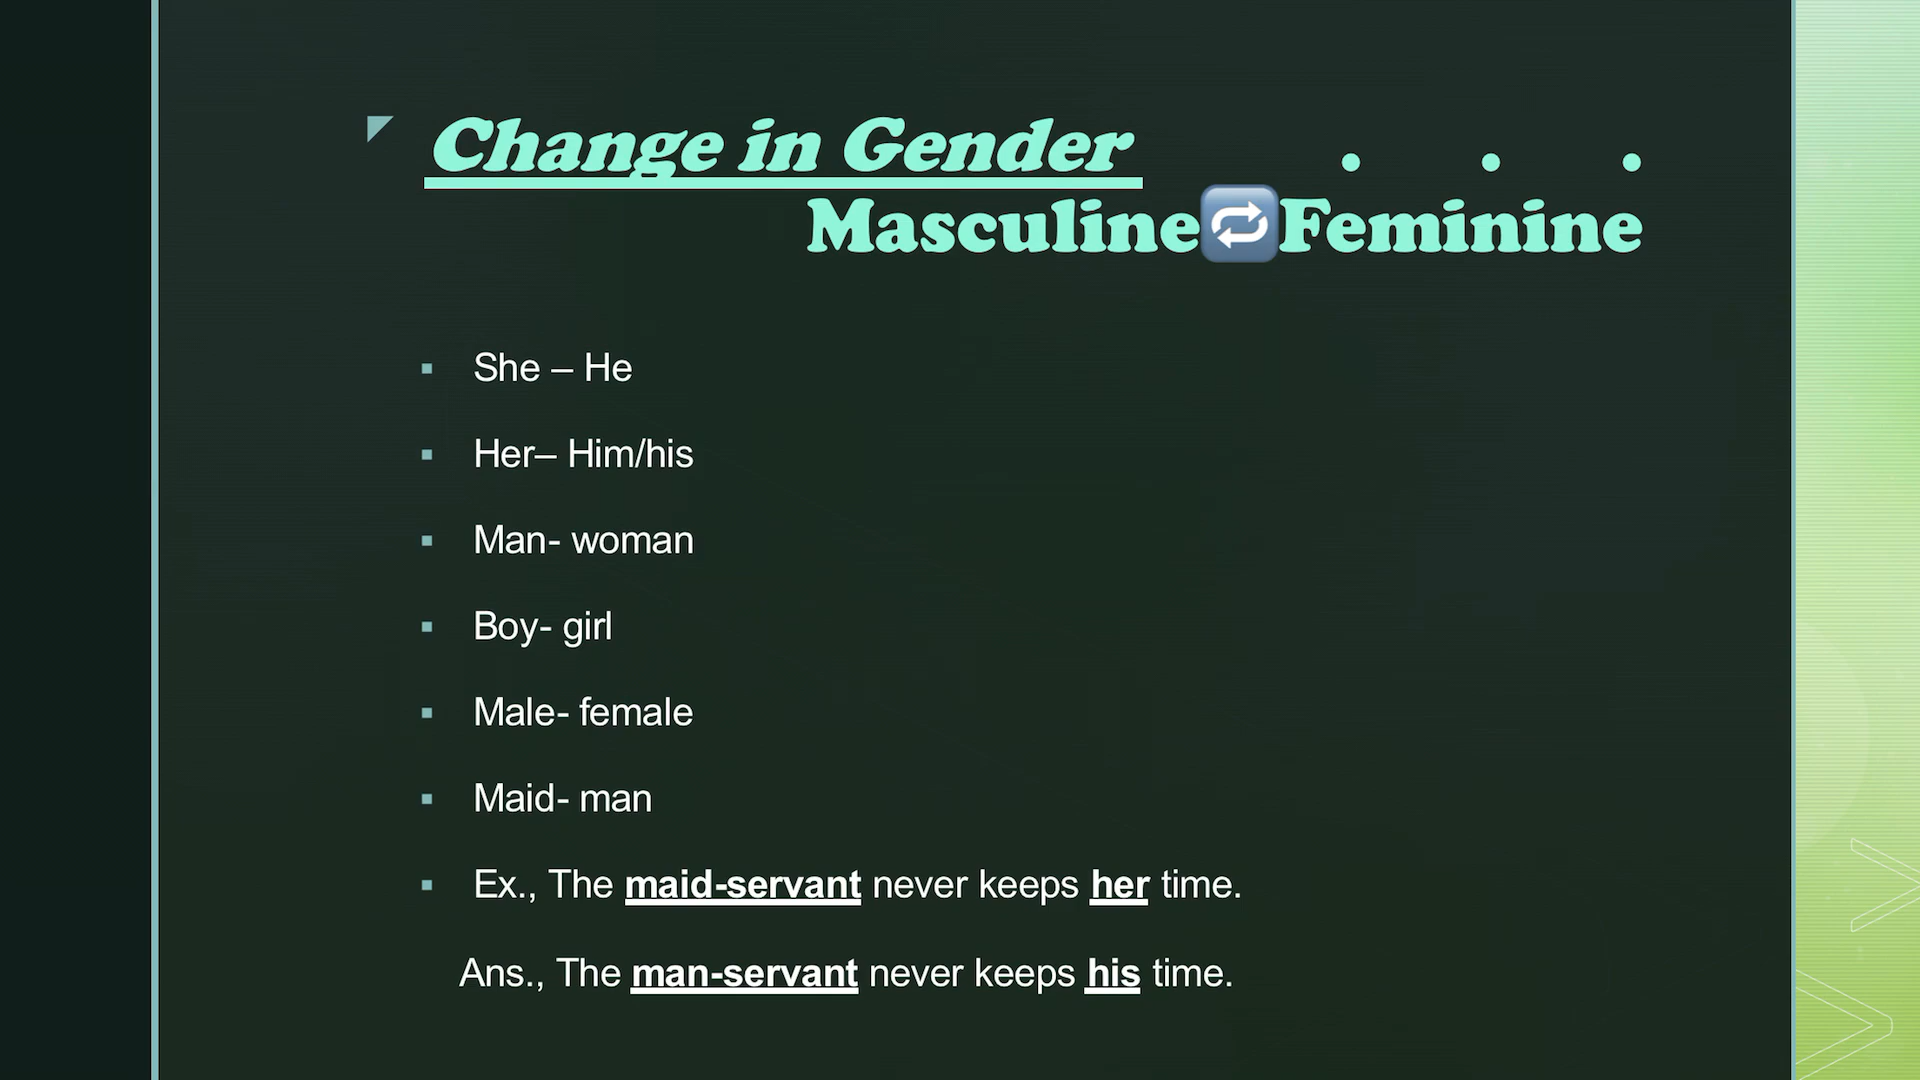 Change in Gender . . .
Masculine🔁Feminine
▪ She – He
▪ Her– Him/his
▪ Man- woman
▪ Boy- girl
▪ Male- female
▪ Maid- man
▪ Ex., The maid-servant never keeps her time.
Ans., The man-servant never keeps his time.